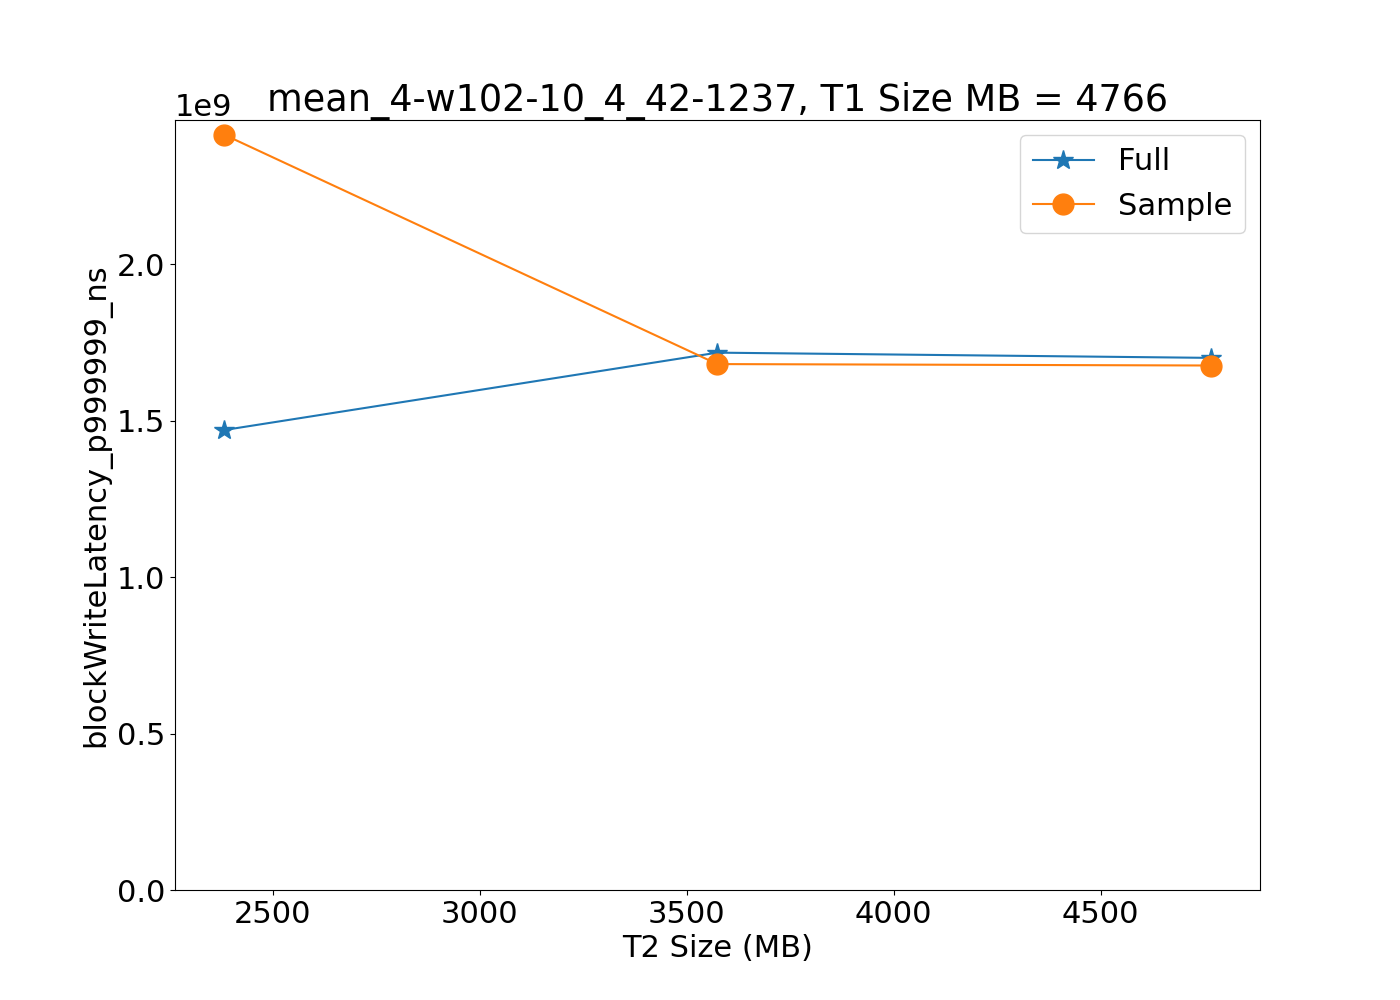 mean_4-w102-10_4_42-1237, T1 Size MB = 4766
1e9
Full
Sample
2.0
1.5
1.0
0.5
0.0
blockWriteLatency_p999999_ns
2500 3000 3500 4000 4500
T2 Size (MB)